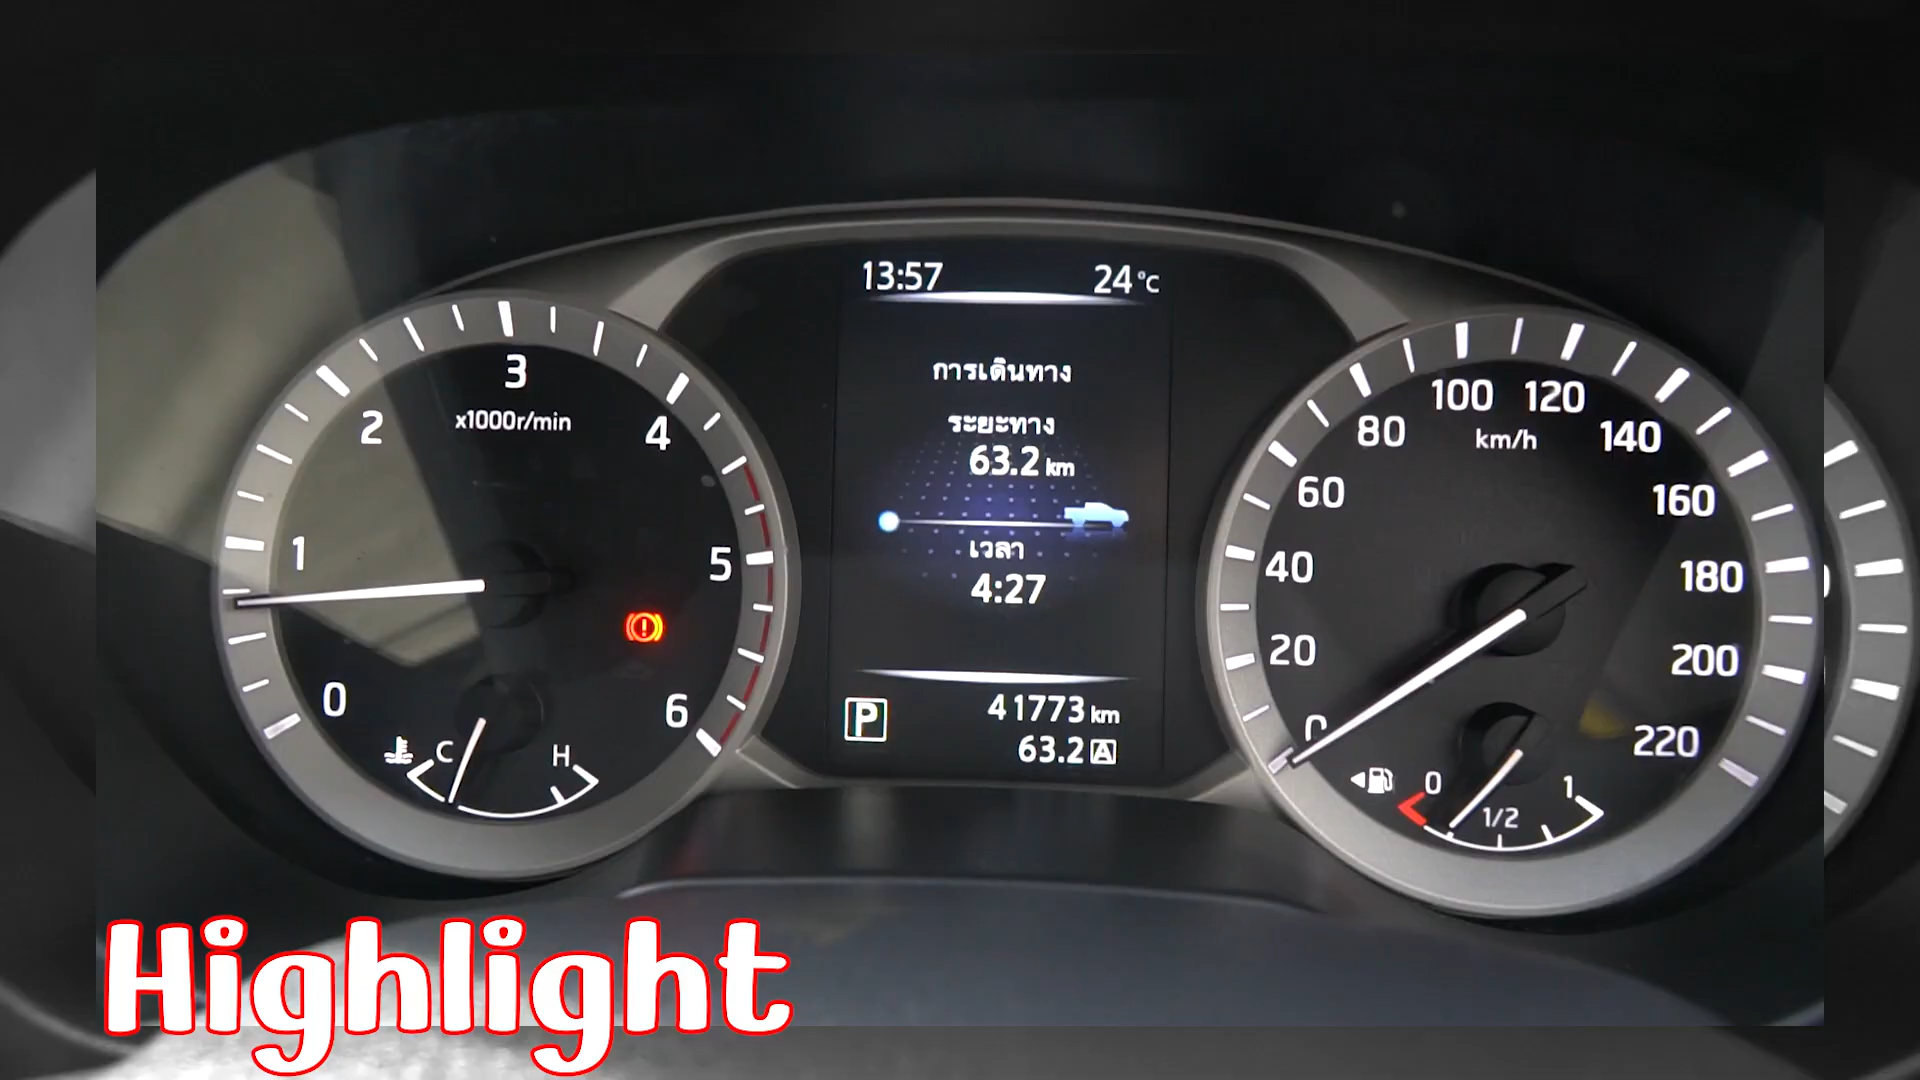 13:57 24°C
การเดินทาง
ระยะทาง
63.2 km
เวลา
4:27
P 41773 km
63.2 A
0 1 2 3 4 5 6
x1000r/min
C H
0 20 40 60 80 100 120 140 160 180 200 220
km/h
0 1/2 1
Highlight